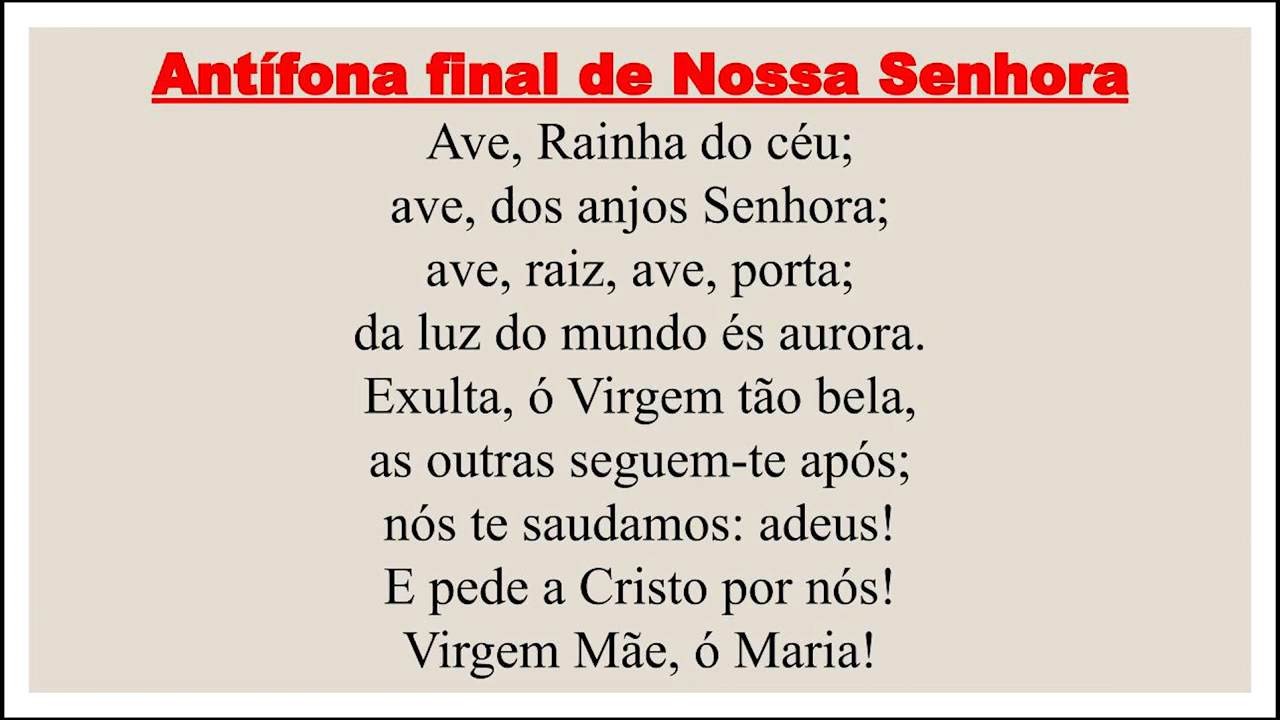 Antífona final de Nossa Senhora
Ave, Rainha do céu;
ave, dos anjos Senhora;
ave, raiz, ave, porta;
da luz do mundo és aurora.
Exulta, ó Virgem tão bela,
as outras seguem-te após;
nós te saudamos: adeus!
E pede a Cristo por nós!
Virgem Mãe, ó Maria!